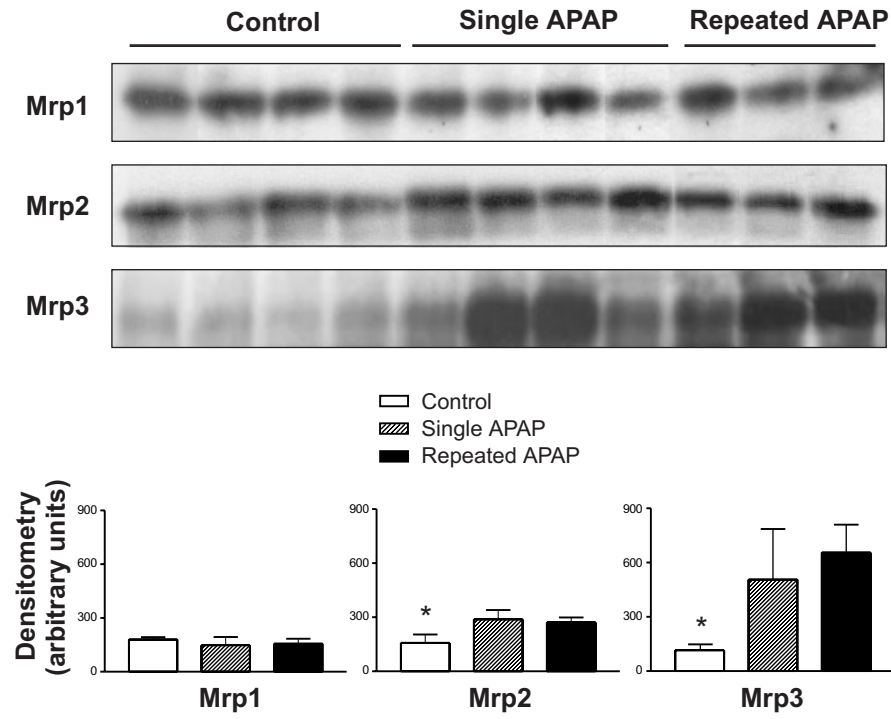 Control Single APAP Repeated APAP
Mrp1
Mrp2
Mrp3
Control
Single APAP
Repeated APAP
Densitometry
(arbitrary units)
900
600
300
0
Mrp1
900
600
300
0
*
Mrp2
900
600
300
0
*
Mrp3